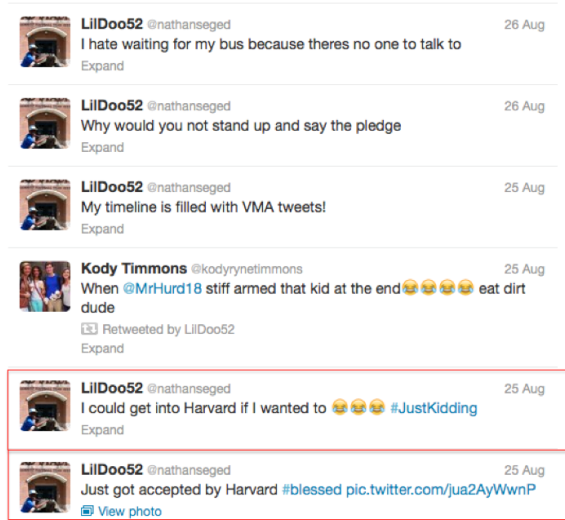 LilDoo52 @nathanseged 26 Aug
I hate waiting for my bus because theres no one to talk to
Expand
LilDoo52 @nathanseged 26 Aug
Why would you not stand up and say the pledge
Expand
LilDoo52 @nathanseged 25 Aug
My timeline is filled with VMA tweets!
Expand
Kody Timmons @kodyrynetimmons 25 Aug
When @MrHurd18 stiff armed that kid at the end😂😂😂😂 eat dirt
dude
Retweeted by LilDoo52
Expand
LilDoo52 @nathanseged 25 Aug
I could get into Harvard if I wanted to 😂😂😂 #JustKidding
Expand
LilDoo52 @nathanseged 25 Aug
Just got accepted by Harvard #blessed pic.twitter.com/jua2AyWwnP
View photo